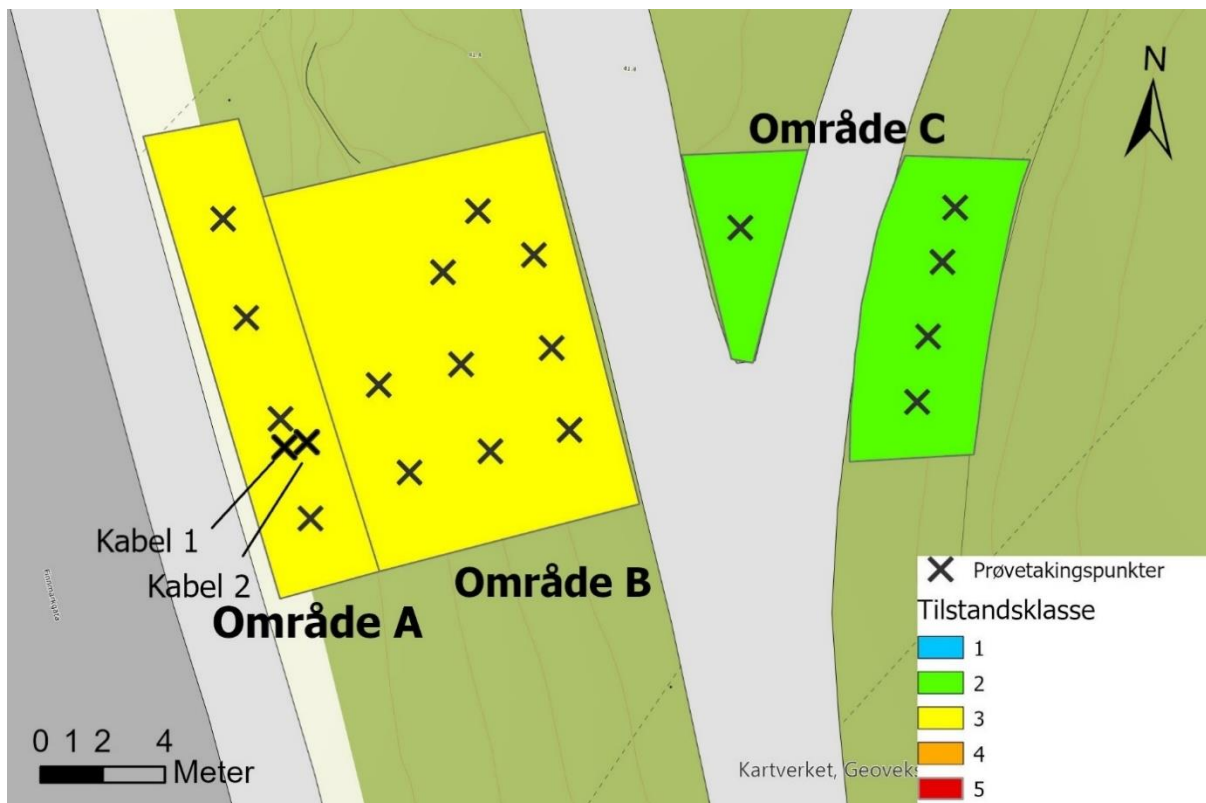 N
Område C
Kabel 1
Kabel 2
Område B
Område A
Finnmarkgata
0 1 2 4
Meter
Prøvetakingspunkter
Tilstandsklasse
1
2
3
4
5
Kartverket, Geoveks